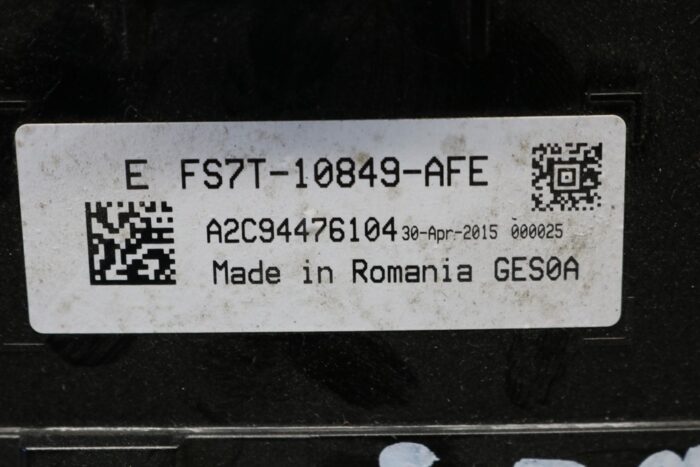 E FS7T-10849-AFE
A2C94476104 30-Apr-2015 000025
Made in Romania GES0A